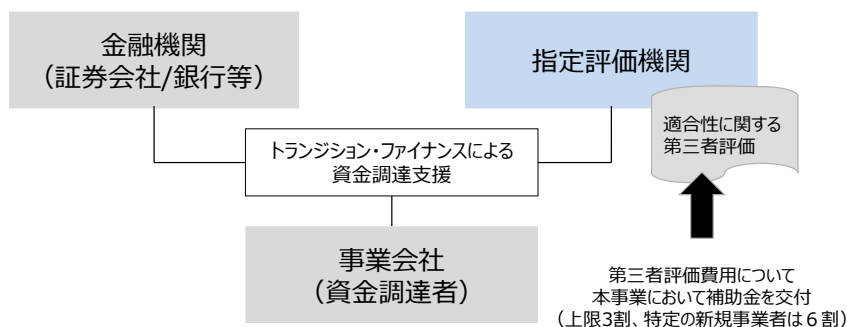 金融機関
（証券会社/銀行等）
指定評価機関
適合性に関する
第三者評価
トランジション・ファイナンスによる
資金調達支援
事業会社
（資金調達者）
第三者評価費用について
本事業において補助金を交付
（上限3割、特定の新規事業者は６割）